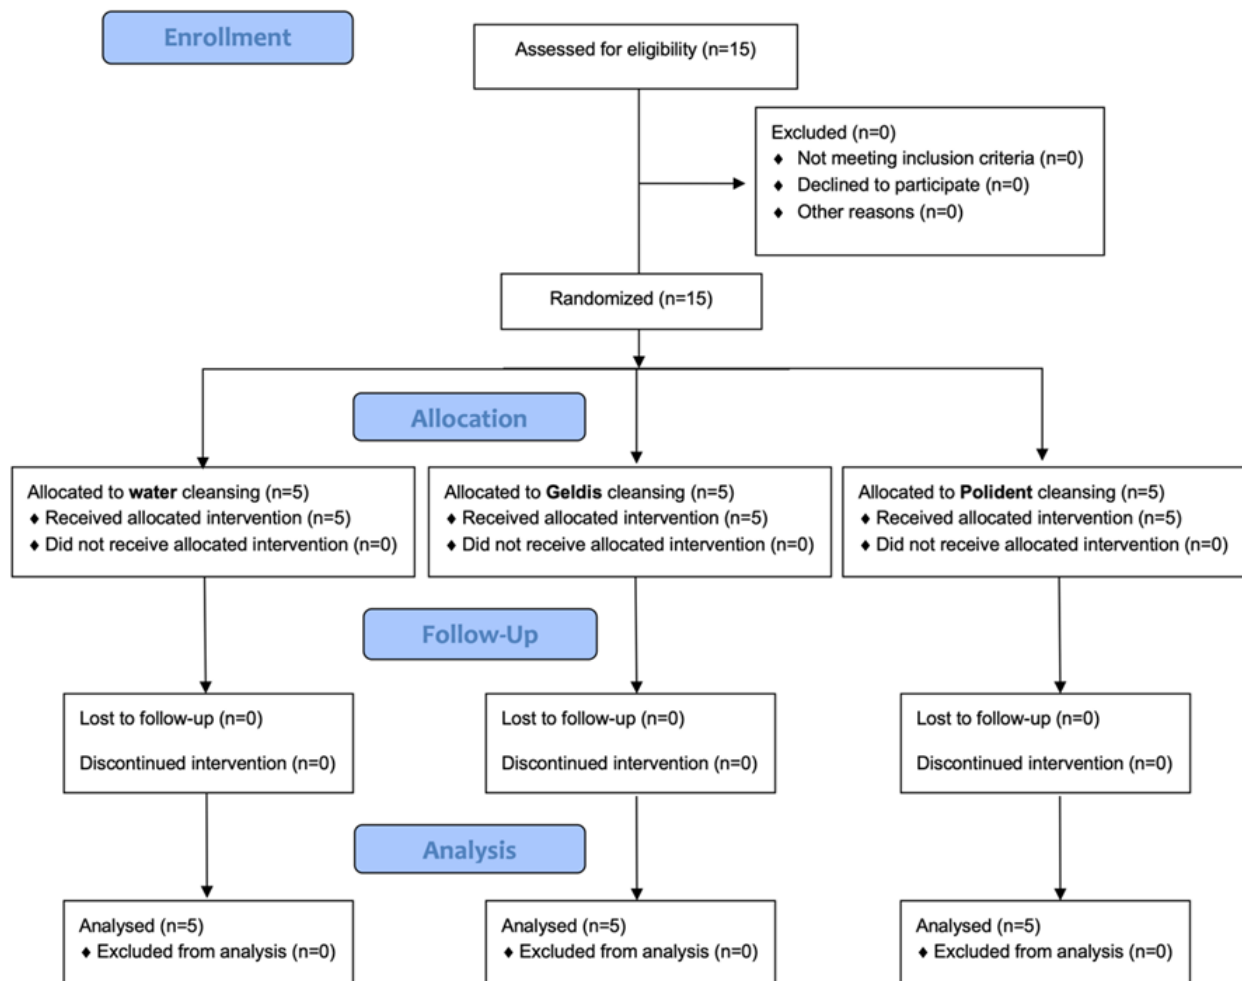 Enrollment
Assessed for eligibility (n=15)
Excluded (n=0)
♦ Not meeting inclusion criteria (n=0)
♦ Declined to participate (n=0)
♦ Other reasons (n=0)
Randomized (n=15)
Allocation
Allocated to water cleansing (n=5)
♦ Received allocated intervention (n=5)
♦ Did not receive allocated intervention (n=0)
Allocated to Geldis cleansing (n=5)
♦ Received allocated intervention (n=5)
♦ Did not receive allocated intervention (n=0)
Allocated to Polident cleansing (n=5)
♦ Received allocated intervention (n=5)
♦ Did not receive allocated intervention (n=0)
Follow-Up
Lost to follow-up (n=0)
Discontinued intervention (n=0)
Lost to follow-up (n=0)
Discontinued intervention (n=0)
Lost to follow-up (n=0)
Discontinued intervention (n=0)
Analysis
Analysed (n=5)
♦ Excluded from analysis (n=0)
Analysed (n=5)
♦ Excluded from analysis (n=0)
Analysed (n=5)
♦ Excluded from analysis (n=0)